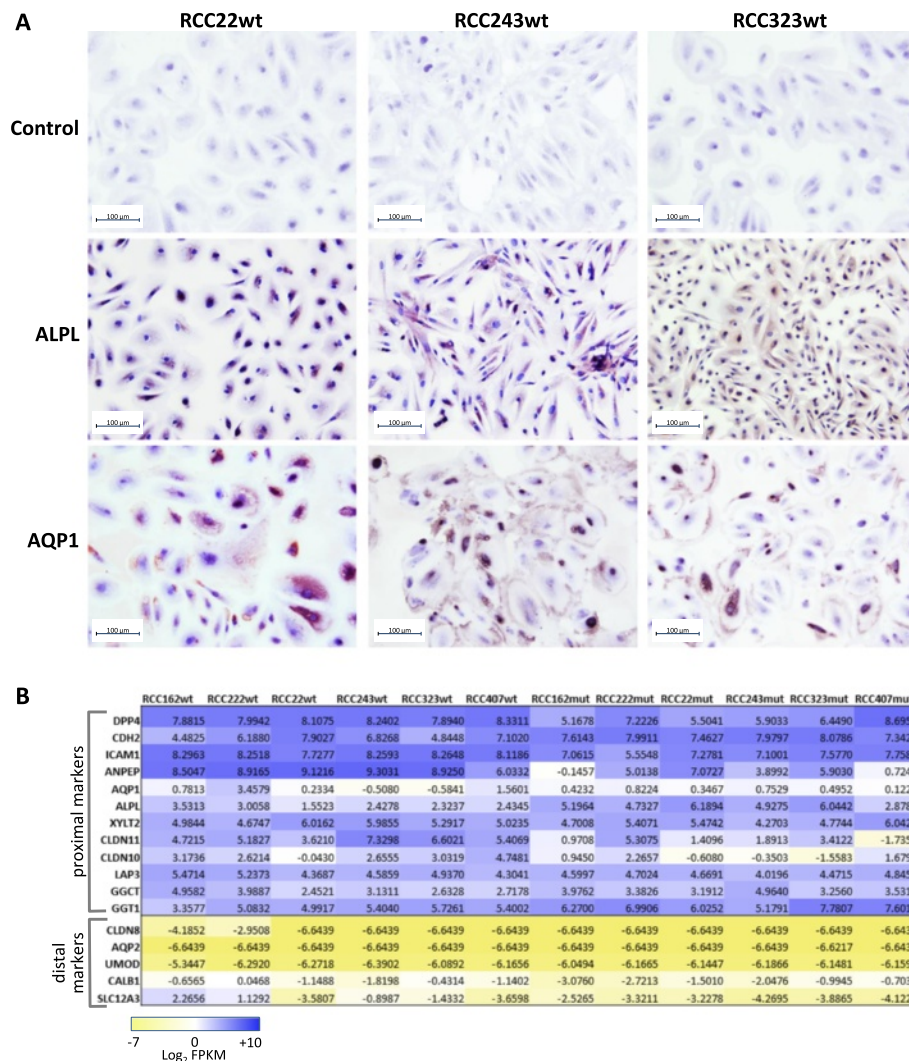 A
RCC22wt RCC243wt RCC323wt
Control
100 µm 100 µm 100 µm
ALPL
100 µm 100 µm 100 µm
AQP1
100 µm 100 µm 100 µm
B
RCC162wt RCC222wt RCC22wt RCC243wt RCC323wt RCC407wt RCC162mut RCC222mut RCC22mut RCC243mut RCC323mut RCC407mut
proximal markers
DPP4 7.8815 7.9942 8.1075 8.2402 7.8940 8.3311 5.1678 7.2226 5.5041 5.9033 6.4490 8.695
CDH2 4.4825 6.1880 7.9027 6.8268 4.8448 7.1020 7.6143 7.9911 7.4627 7.9797 8.0786 7.342
ICAM1 8.2963 8.2518 7.7277 8.2593 8.2648 8.1186 7.0615 5.5548 7.2781 7.1001 7.5770 7.758
ANPEP 8.5047 8.9165 9.1216 9.3031 8.9250 6.0332 -0.1457 5.0138 7.0727 3.8992 5.9030 0.724
AQP1 0.7813 3.4579 0.2334 -0.5080 -0.5841 1.5601 0.4232 0.8224 0.3467 0.7529 0.4952 0.122
ALPL 3.5313 3.0058 1.5523 2.4278 2.3237 2.4345 5.1964 4.7327 6.1894 4.9275 6.0442 2.878
XYLT2 4.9844 4.6747 6.0162 5.9855 5.2917 5.0235 4.7008 5.4071 5.4742 4.2703 4.7744 6.042
CLDN11 4.7215 5.1827 3.6210 7.3298 6.6021 5.4069 0.9708 5.3075 1.4096 1.8913 3.4122 -1.735
CLDN10 3.1736 2.6214 -0.0430 2.6555 3.0319 4.7481 0.9450 2.2657 -0.6080 -0.3503 -1.5583 1.679
LAP3 5.4714 5.2373 4.3687 4.5859 4.9370 4.3041 4.5997 4.7024 4.6691 4.0196 4.4715 4.845
GGCT 4.9582 3.9887 2.4521 3.1311 2.6328 2.7178 3.9762 3.3826 3.1912 4.9640 3.2560 3.531
GGT1 3.3577 5.0832 4.9917 5.4040 5.7261 5.4002 6.2700 6.9906 6.0252 5.1791 7.7807 7.601
distal markers
CLDN8 -4.1852 -2.9508 -6.6439 -6.6439 -6.6439 -6.6439 -6.6439 -6.6439 -6.6439 -6.6439 -6.6439 -6.643
AQP2 -6.6439 -6.6439 -6.6439 -6.6439 -6.6439 -6.6439 -6.6439 -6.6439 -6.6439 -6.6439 -6.6217 -6.643
UMOD -5.3447 -6.2920 -6.2718 -6.3902 -6.0892 -6.1656 -6.0494 -6.1665 -6.1447 -6.1866 -6.1481 -6.159
CALB1 -0.6565 0.0468 -1.1488 -1.8198 -0.4314 -1.1402 -3.0760 -2.7213 -1.5010 -2.0476 -0.9945 -0.703
SLC12A3 2.2656 1.1292 -3.5807 -0.8987 -1.4332 -3.6598 -2.5265 -3.3211 -3.2278 -4.2695 -3.8865 -4.122
-7 0 +10
Log₂ FPKM